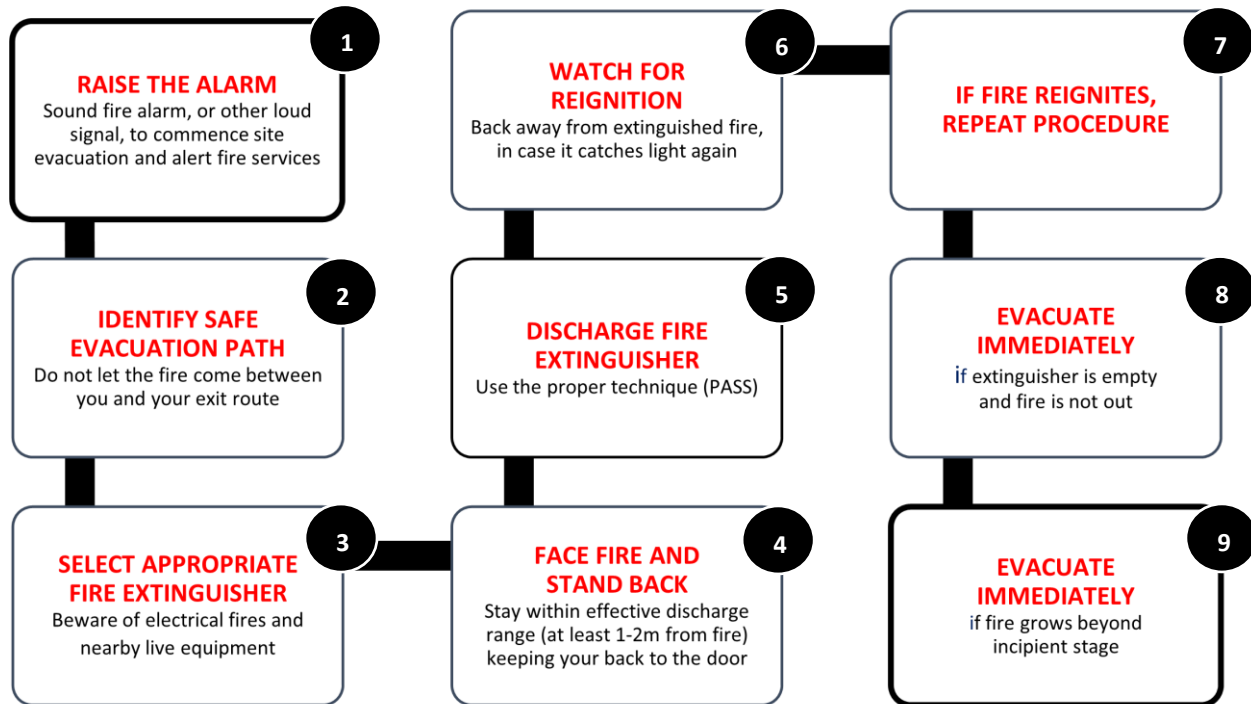 1
RAISE THE ALARM
Sound fire alarm, or other loud
signal, to commence site
evacuation and alert fire services
2
IDENTIFY SAFE
EVACUATION PATH
Do not let the fire come between
you and your exit route
3
SELECT APPROPRIATE
FIRE EXTINGUISHER
Beware of electrical fires and
nearby live equipment
4
FACE FIRE AND
STAND BACK
Stay within effective discharge
range (at least 1-2m from fire)
keeping your back to the door
5
DISCHARGE FIRE
EXTINGUISHER
Use the proper technique (PASS)
6
WATCH FOR
REIGNITION
Back away from extinguished fire,
in case it catches light again
7
IF FIRE REIGNITES,
REPEAT PROCEDURE
8
EVACUATE
IMMEDIATELY
if extinguisher is empty
and fire is not out
9
EVACUATE
IMMEDIATELY
if fire grows beyond
incipient stage